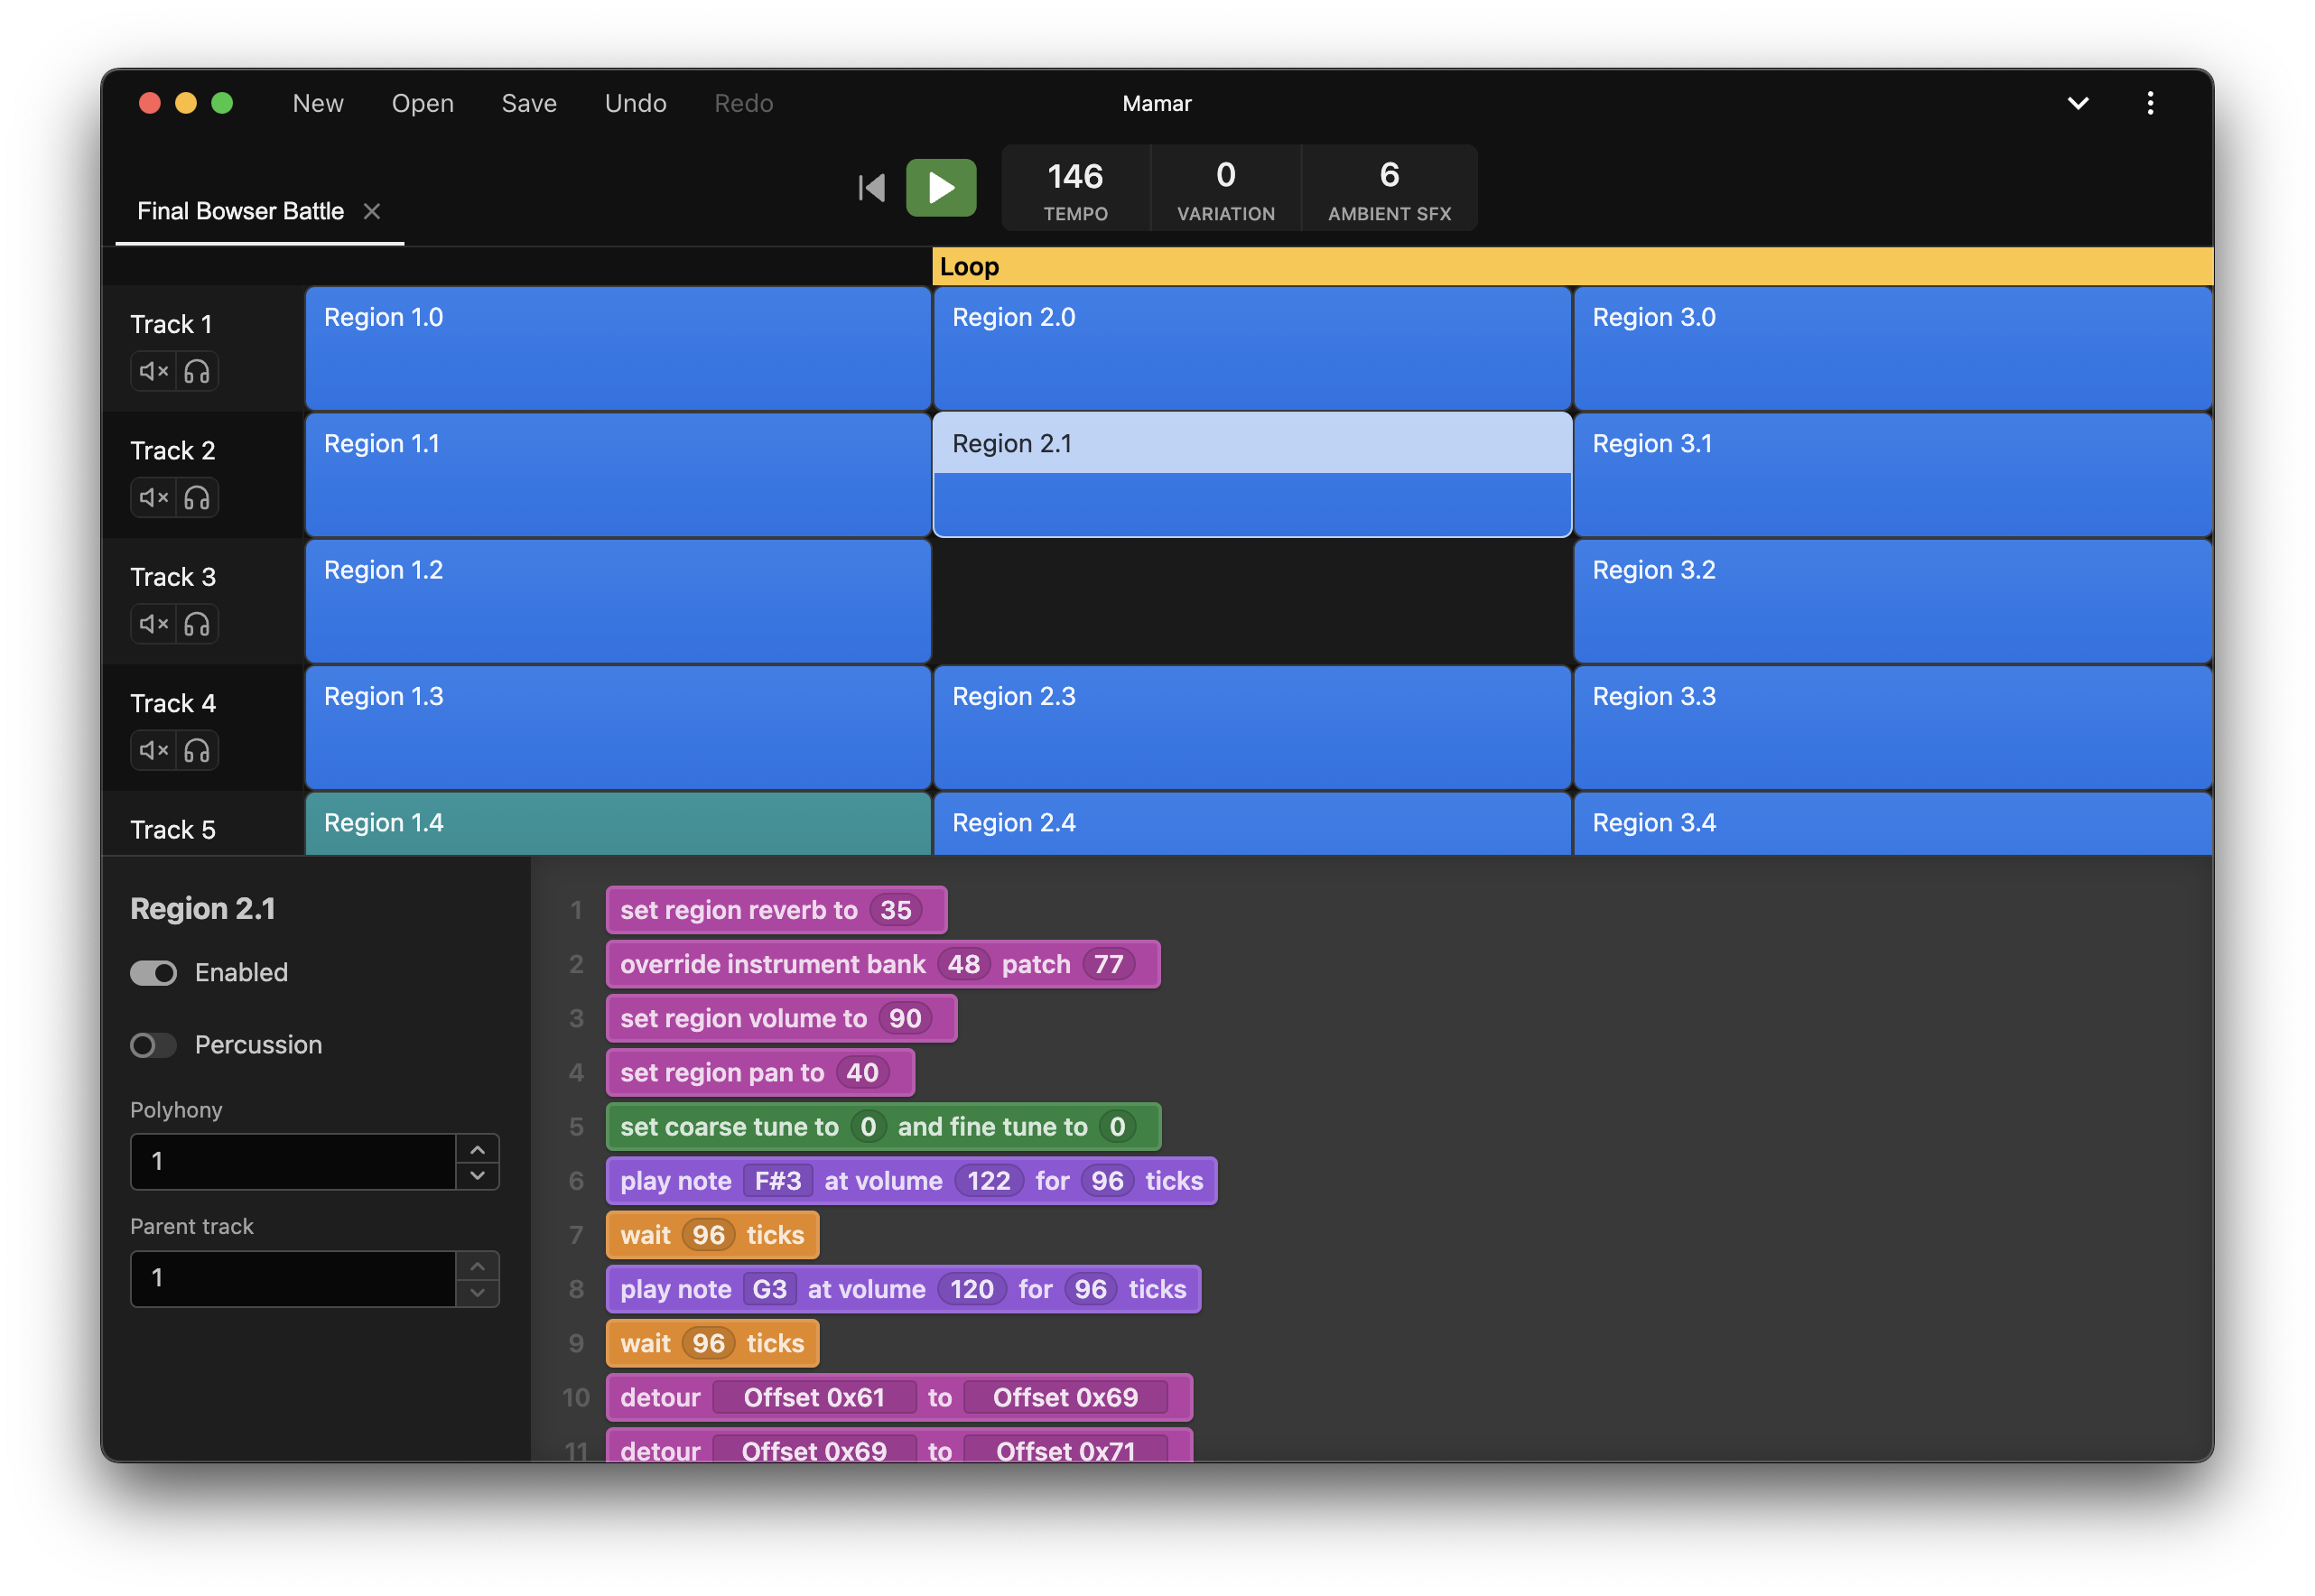 New Open Save Undo Redo Mamar
Final Bowser Battle
146 0 6
TEMPO VARIATION AMBIENT SFX
Loop
Track 1 Region 1.0 Region 2.0 Region 3.0
Track 2 Region 1.1 Region 2.1 Region 3.1
Track 3 Region 1.2 Region 3.2
Track 4 Region 1.3 Region 2.3 Region 3.3
Track 5 Region 1.4 Region 2.4 Region 3.4
Region 2.1
Enabled
Percussion
Polyhony
1
Parent track
1
1 set region reverb to 35
2 override instrument bank 48 patch 77
3 set region volume to 90
4 set region pan to 40
5 set coarse tune to 0 and fine tune to 0
6 play note F#3 at volume 122 for 96 ticks
7 wait 96 ticks
8 play note G3 at volume 120 for 96 ticks
9 wait 96 ticks
10 detour Offset 0x61 to Offset 0x69
11 detour Offset 0x69 to Offset 0x71